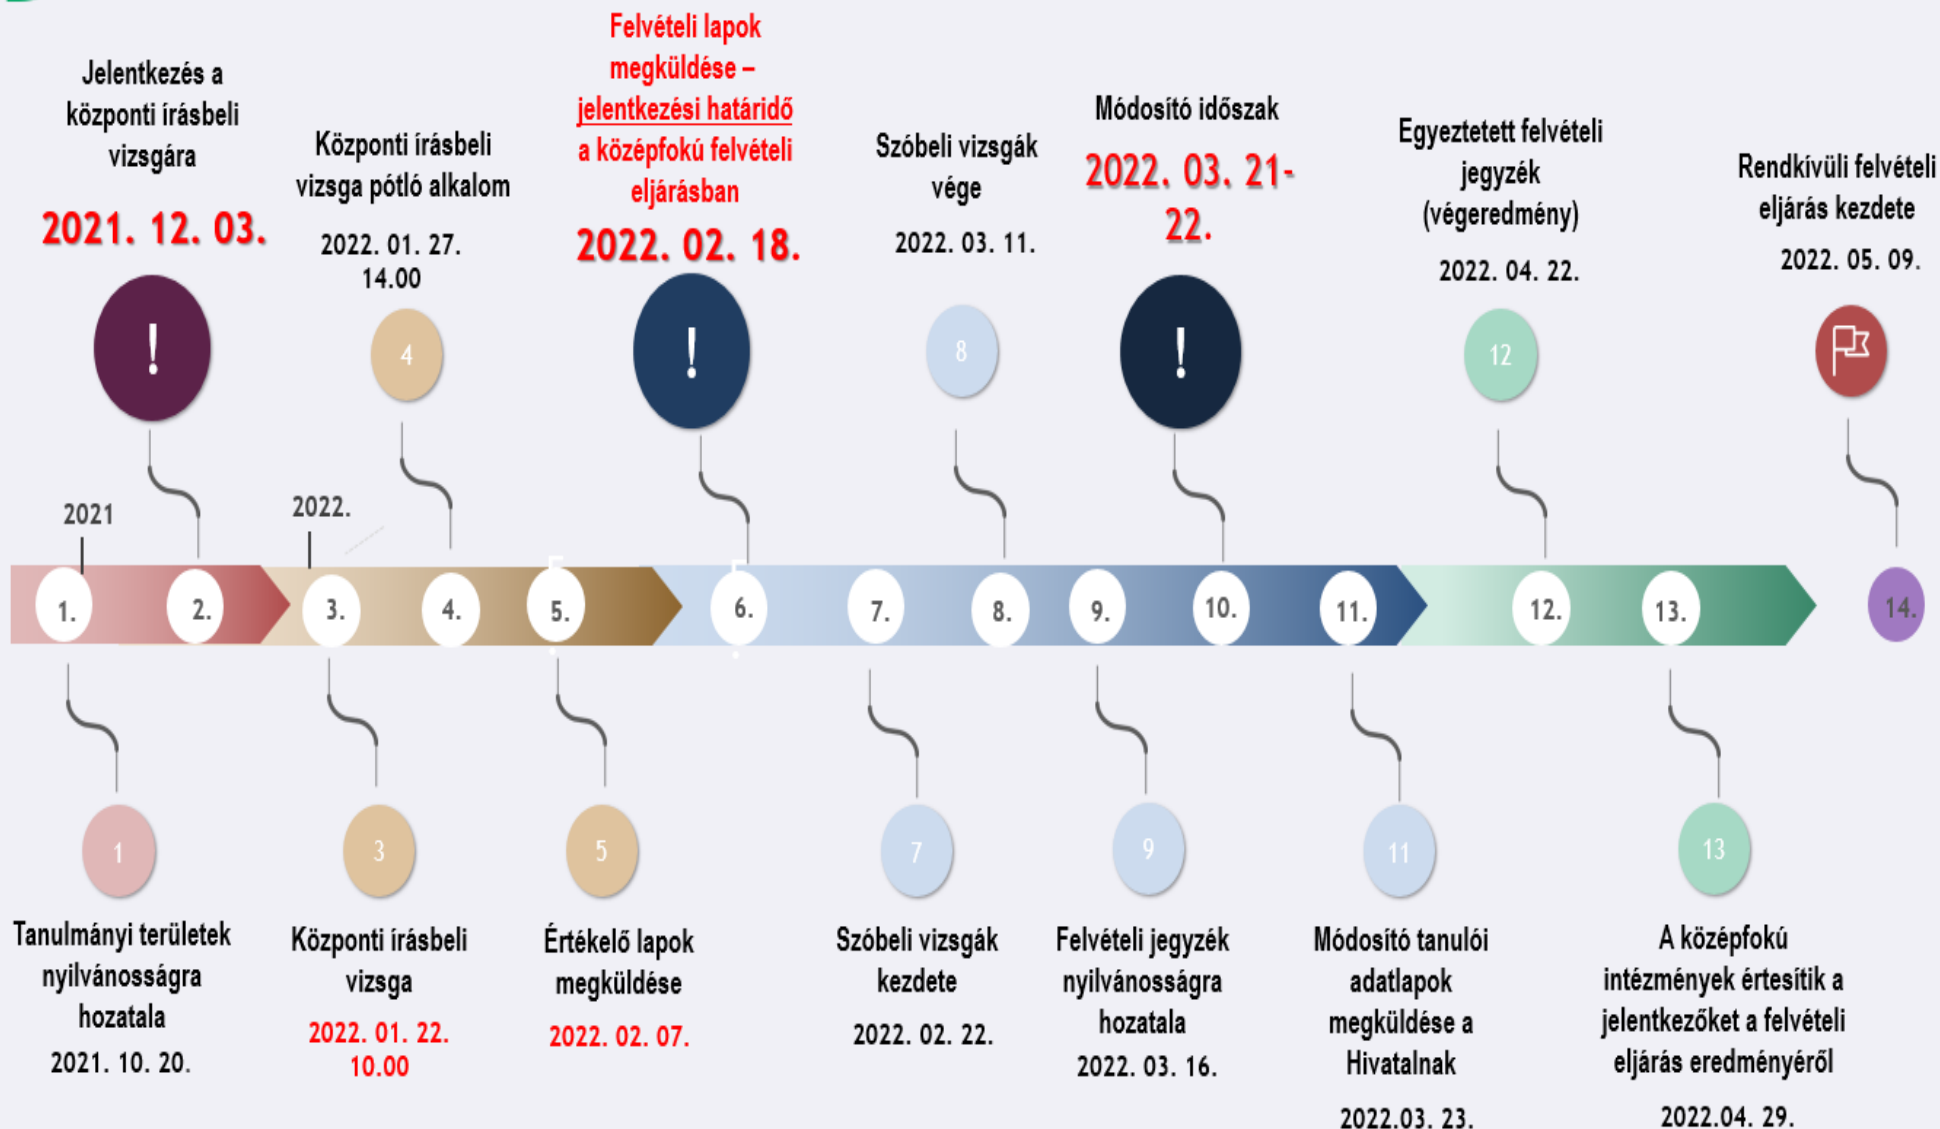 Jelentkezés a
központi írásbeli
vizsgára
2021. 12. 03.
!
Központi írásbeli
vizsga pótló alkalom
2022. 01. 27.
14.00
4
Felvételi lapok
megküldése –
jelentkezési határidő
a középfokú felvételi
eljárásban
2022. 02. 18.
!
Szóbeli vizsgák
vége
2022. 03. 11.
8
Módosító időszak
2022. 03. 21-
22.
!
Egyeztetett felvételi
jegyzék
(végeredmény)
2022. 04. 22.
12
Rendkívüli felvételi
eljárás kezdete
2022. 05. 09.
2021
2022.
1.
2.
3.
4.
5.
6.
7.
8.
9.
10.
11.
12.
13.
14.
1
Tanulmányi területek
nyilvánosságra
hozatala
2021. 10. 20.
3
Központi írásbeli
vizsga
2022. 01. 22.
10.00
5
Értékelő lapok
megküldése
2022. 02. 07.
7
Szóbeli vizsgák
kezdete
2022. 02. 22.
9
Felvételi jegyzék
nyilvánosságra
hozatala
2022. 03. 16.
11
Módosító tanulói
adatlapok
megküldése a
Hivatalnak
2022.03. 23.
13
A középfokú
intézmények értesítik a
jelentkezőket a felvételi
eljárás eredményéről
2022.04. 29.